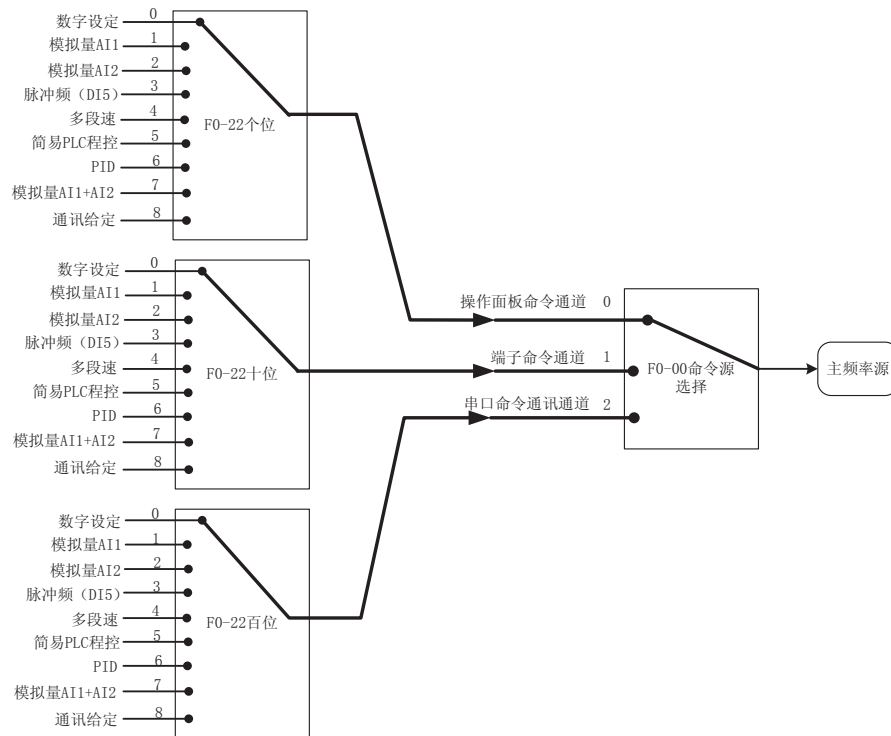 数字设定 0
模拟量AI1 1
模拟量AI2 2
脉冲频（DI5） 3
多段速 4
简易PLC程控 5
PID 6
模拟量AI1+AI2 7
通讯给定 8
F0-22个位
数字设定 0
模拟量AI1 1
模拟量AI2 2
脉冲频（DI5） 3
多段速 4
简易PLC程控 5
PID 6
模拟量AI1+AI2 7
通讯给定 8
F0-22十位
数字设定 0
模拟量AI1 1
模拟量AI2 2
脉冲频（DI5） 3
多段速 4
简易PLC程控 5
PID 6
模拟量AI1+AI2 7
通讯给定 8
F0-22百位
操作面板命令通道 0
端子命令通道 1
串口命令通讯通道 2
F0-00命令源
选择
主频率源